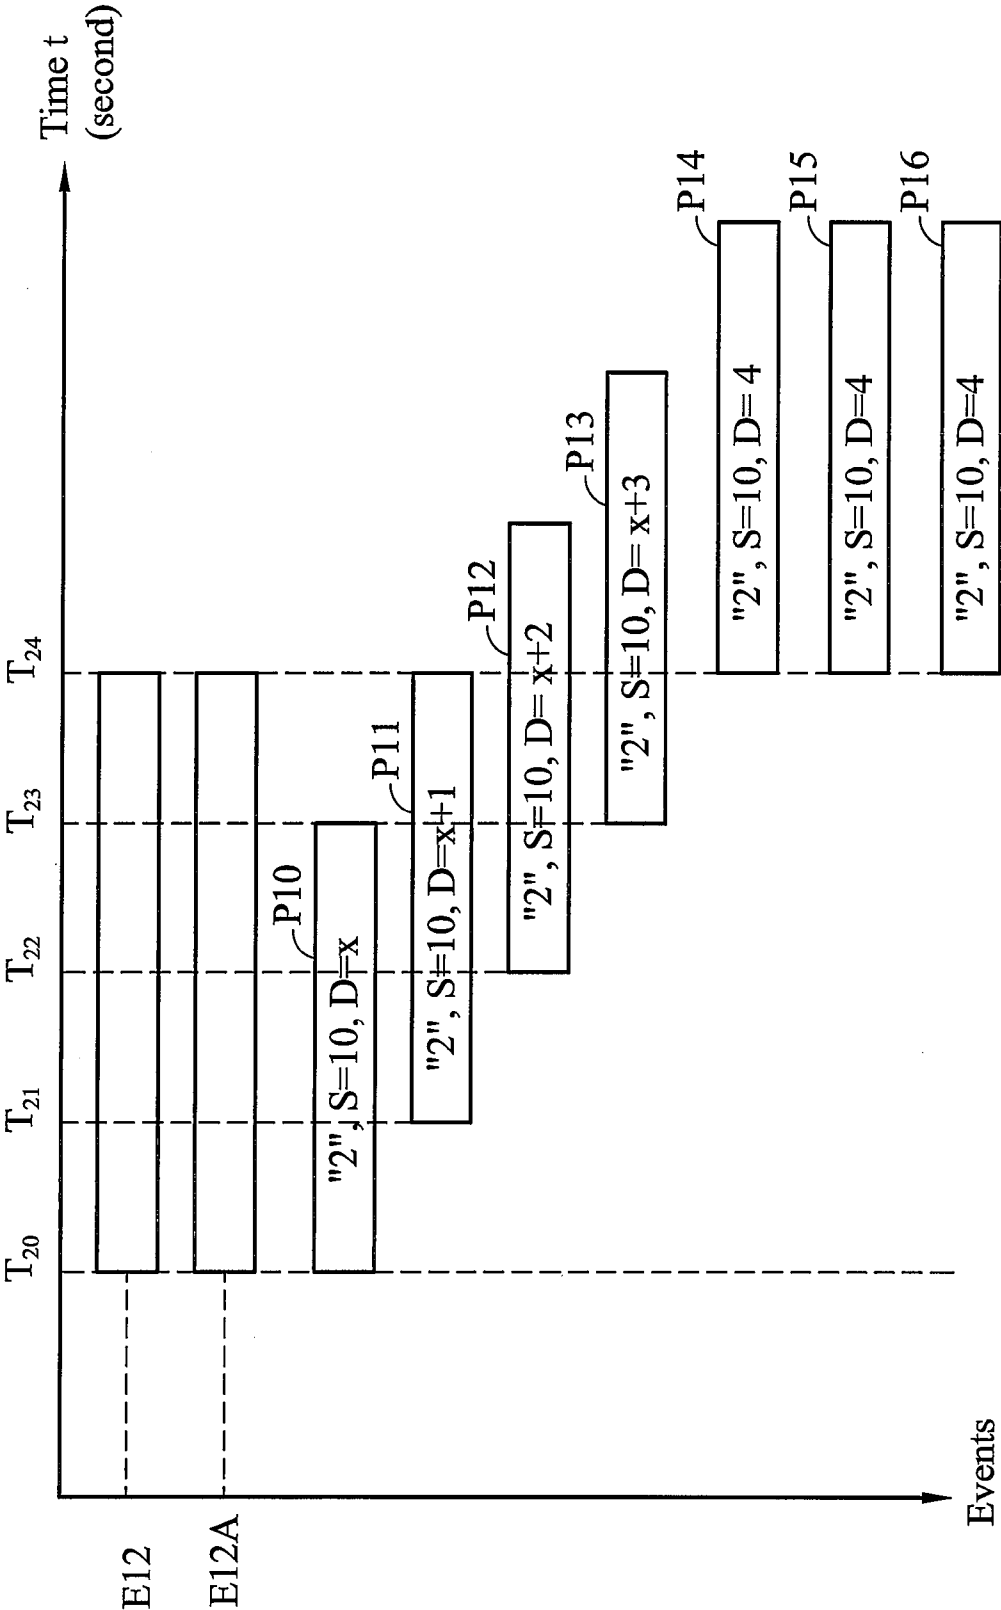 Time t
(second)
T20
T21
T22
T23
T24
E12
E12A
P10
"2", S=10, D=x
P11
"2", S=10, D=x+1
P12
"2", S=10, D= x+2
P13
"2", S=10, D= x+3
P14
"2", S=10, D= 4
P15
"2", S=10, D=4
P16
"2", S=10, D=4
Events